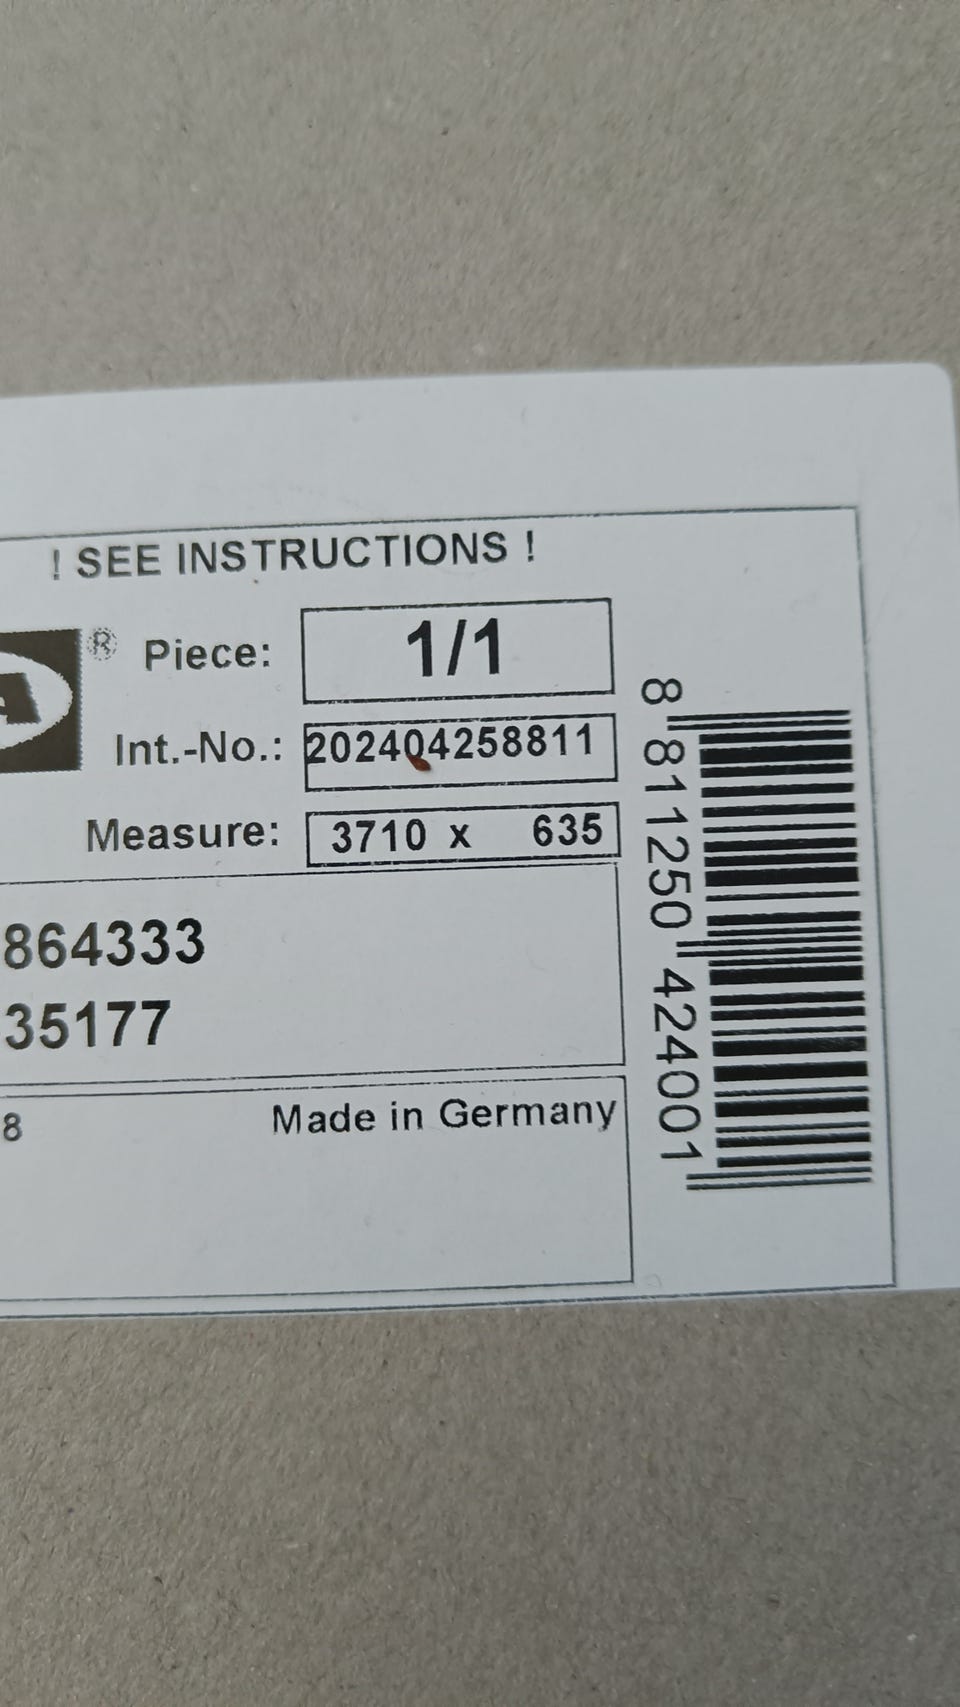 ! SEE INSTRUCTIONS !
® Piece: 1/1
Int.-No.: 202404258811
Measure: 3710 x 635
864333
35177
8 Made in Germany
8 811250 424001